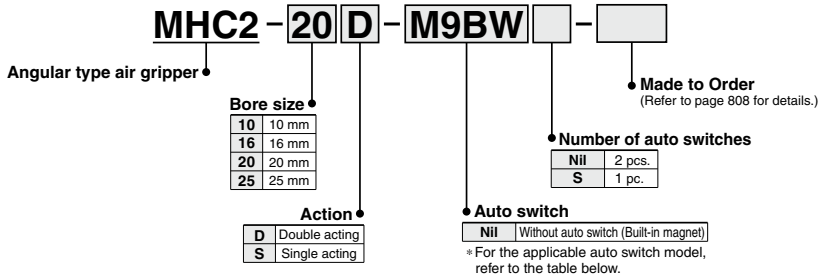 MHC2 - 20 D - M9BW -
Angular type air gripper
Made to Order
(Refer to page 808 for details.)
Bore size
10 10 mm
16 16 mm
20 20 mm
25 25 mm
Number of auto switches
Nil 2 pcs.
S 1 pc.
Action
D Double acting
S Single acting
Auto switch
Nil Without auto switch (Built-in magnet)
* For the applicable auto switch model,
refer to the table below.